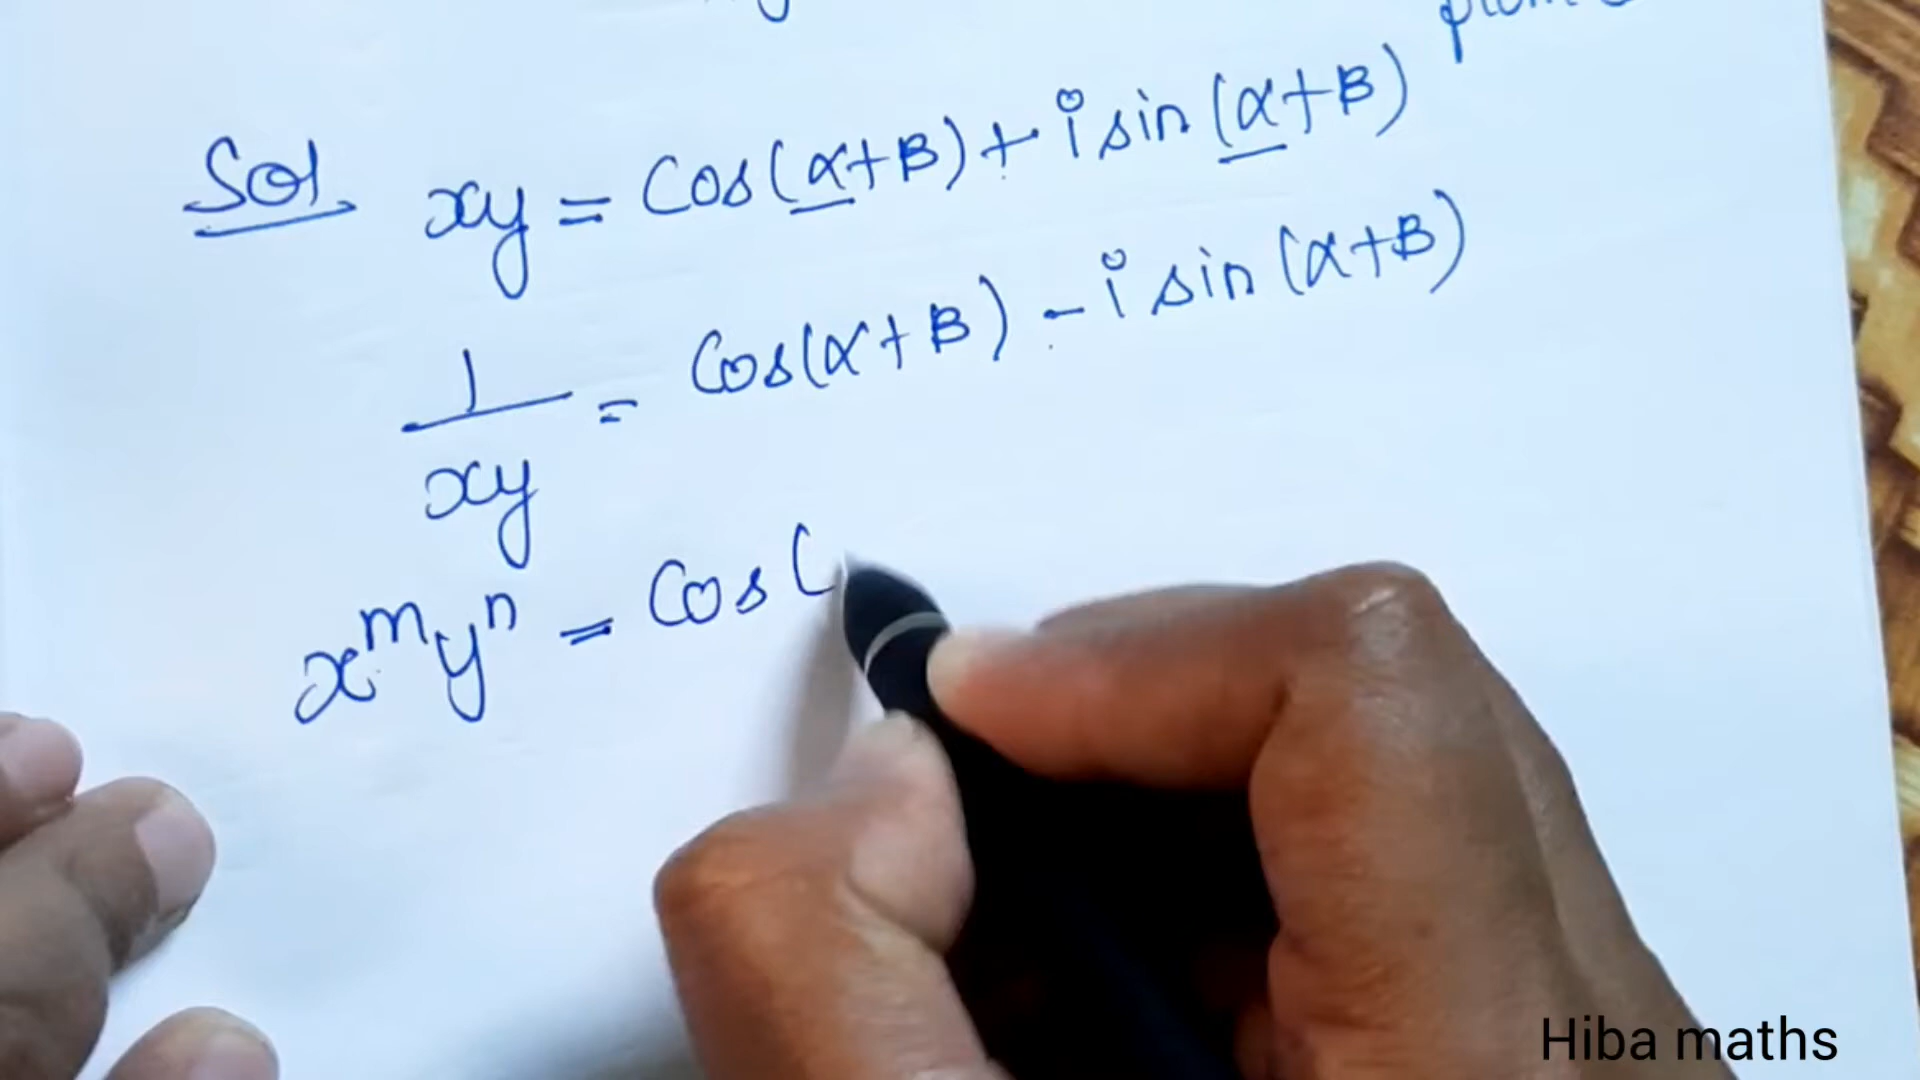 Sol xy = Cos(α+β) + i sin(α+β)
1/xy = Cos(α+β) - i sin(α+β)
x^m y^n = Cos(
Hiba maths